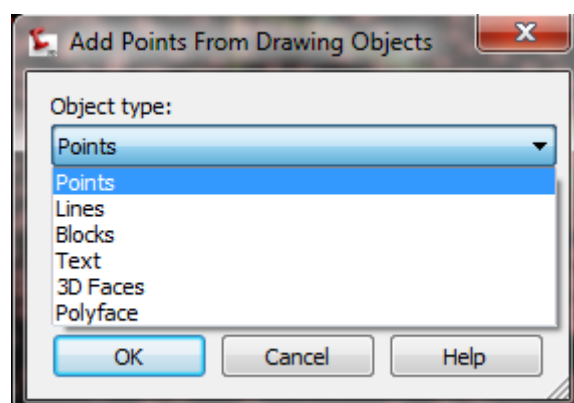 Add Points From Drawing Objects
Object type:
Points
Points
Lines
Blocks
Text
3D Faces
Polyface
OK Cancel Help